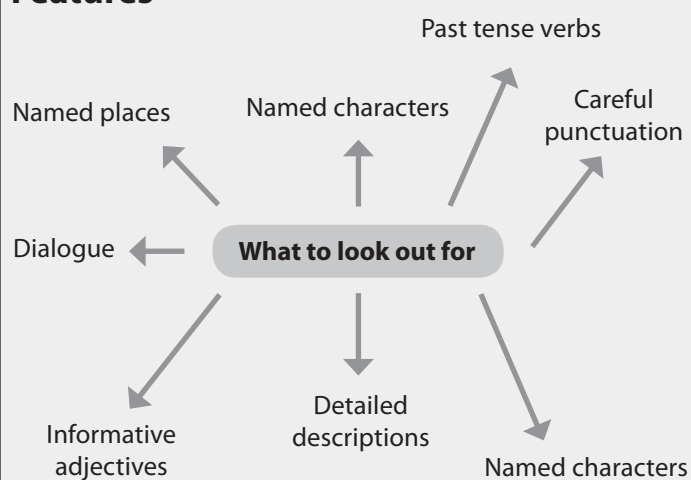 Features
Past tense verbs
Named places
Named characters
Careful
punctuation
Dialogue
What to look out for
Informative
adjectives
Detailed
descriptions
Named characters